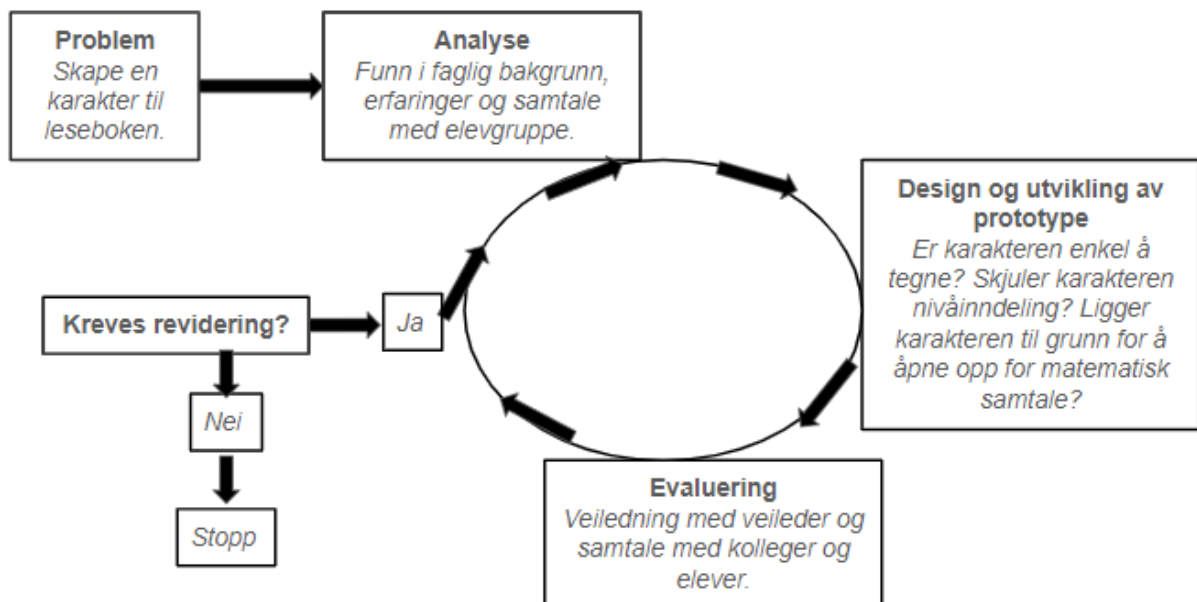 Problem
Skape en
karakter til
leseboken.
Analyse
Funn i faglig bakgrunn,
erfaringer og samtale
med elevgruppe.
Design og utvikling av
prototype
Er karakteren enkel å
tegne? Skjuler karakteren
nivåinndeling? Ligger
karakteren til grunn for å
åpne opp for matematisk
samtale?
Evaluering
Veiledning med veileder og
samtale med kolleger og
elever.
Kreves revidering?
Ja
Nei
Stopp